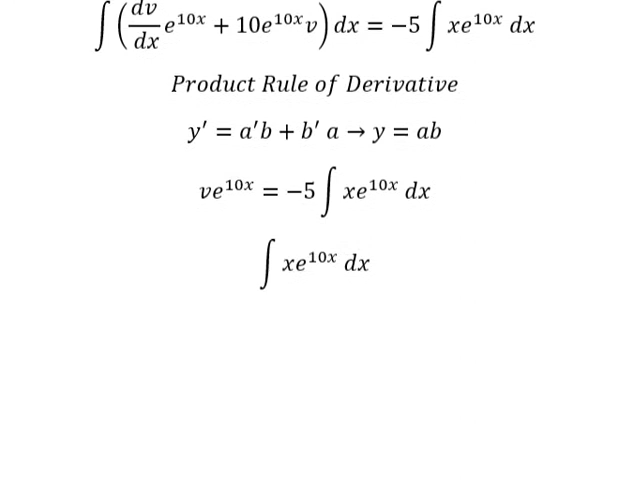 ∫ (dv/dx e^{10x} + 10e^{10x}v) dx = −5 ∫ xe^{10x} dx
Product Rule of Derivative
y′ = a′b + b′ a → y = ab
ve^{10x} = −5 ∫ xe^{10x} dx
∫ xe^{10x} dx